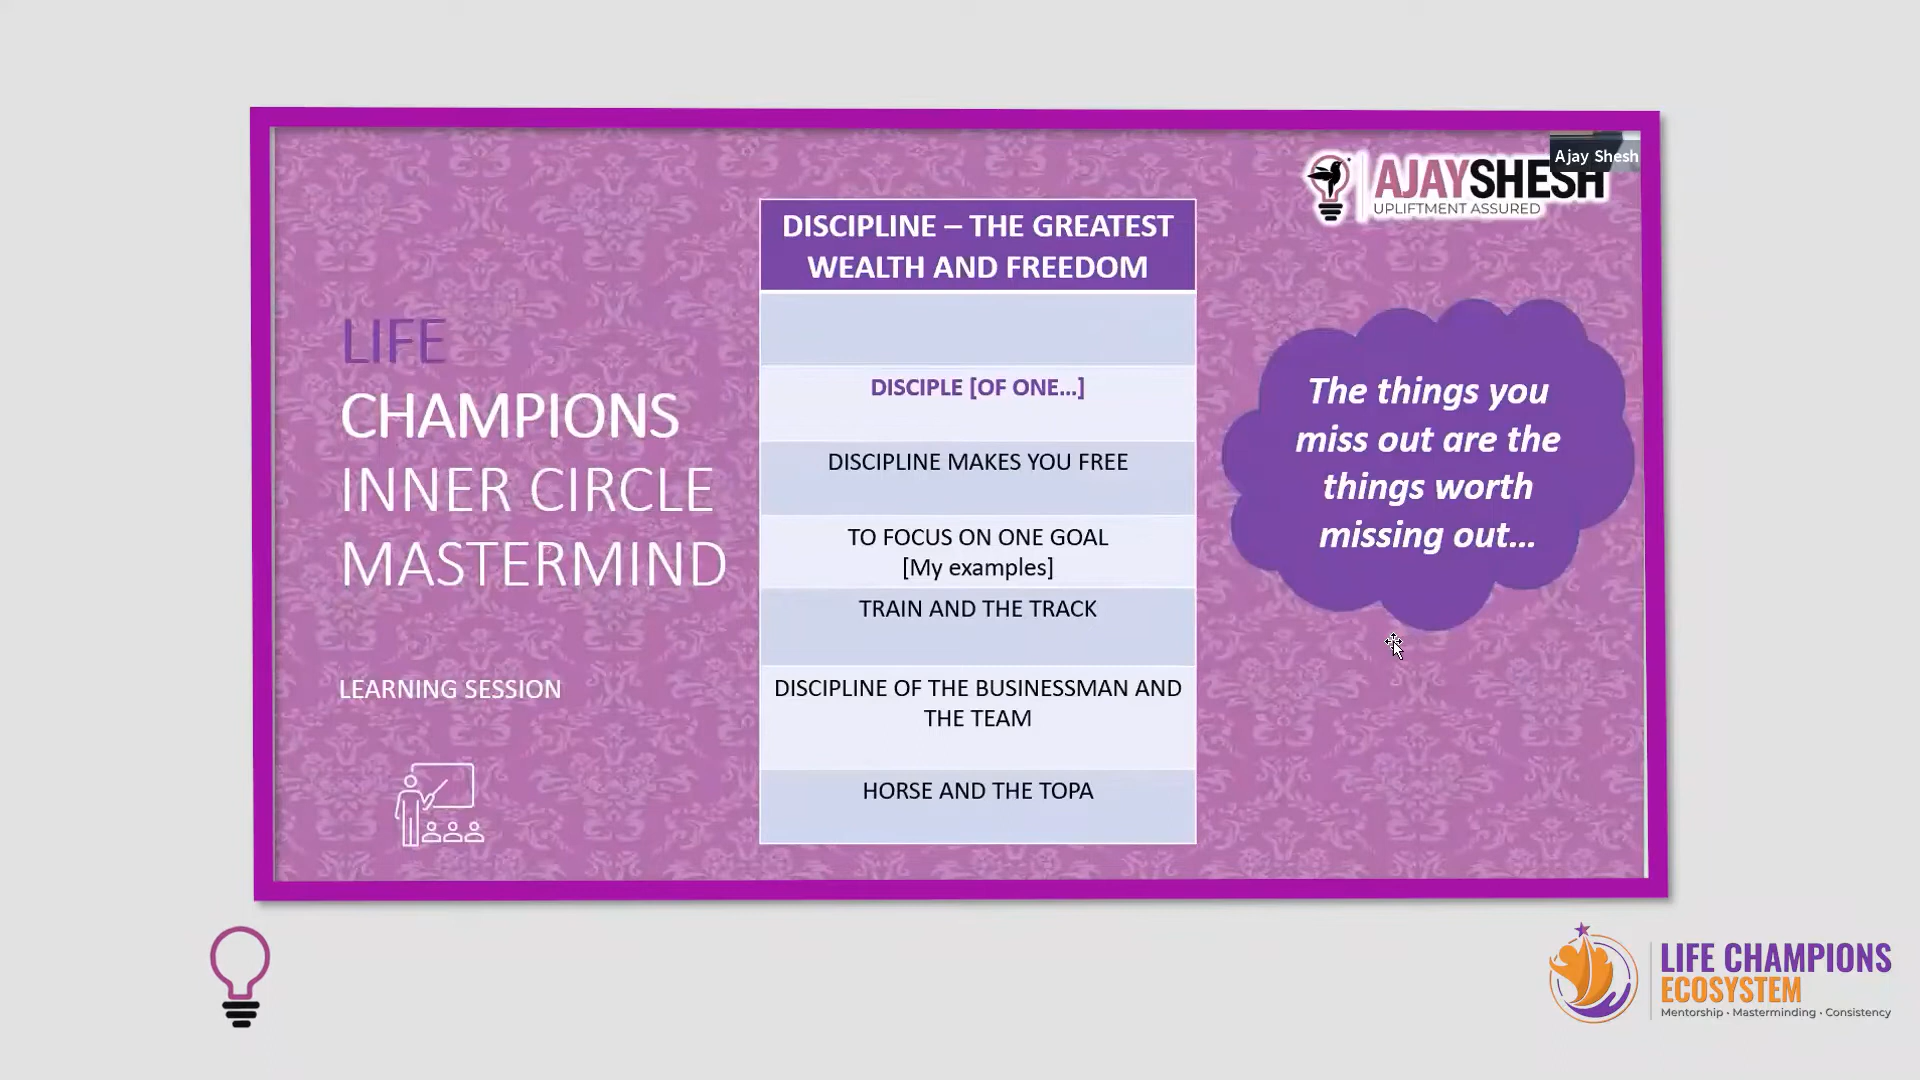 Ajay Shesh
AJAYSHESH
UPLIFTMENT ASSURED
LIFE
CHAMPIONS
INNER CIRCLE
MASTERMIND
LEARNING SESSION
DISCIPLINE – THE GREATEST
WEALTH AND FREEDOM
DISCIPLE [OF ONE...]
DISCIPLINE MAKES YOU FREE
TO FOCUS ON ONE GOAL
[My examples]
TRAIN AND THE TRACK
DISCIPLINE OF THE BUSINESSMAN AND
THE TEAM
HORSE AND THE TOPA
The things you
miss out are the
things worth
missing out...
LIFE CHAMPIONS
ECOSYSTEM
Mentorship • Masterminding • Consistency